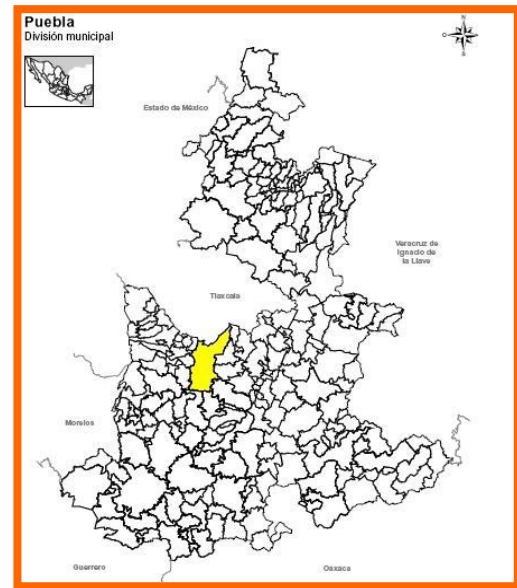 Puebla
División municipal
N
O
E
S
Estado de México
Veracruz de
Ignacio de
la Llave
Tlaxcala
Morelos
Guerrero
Oaxaca